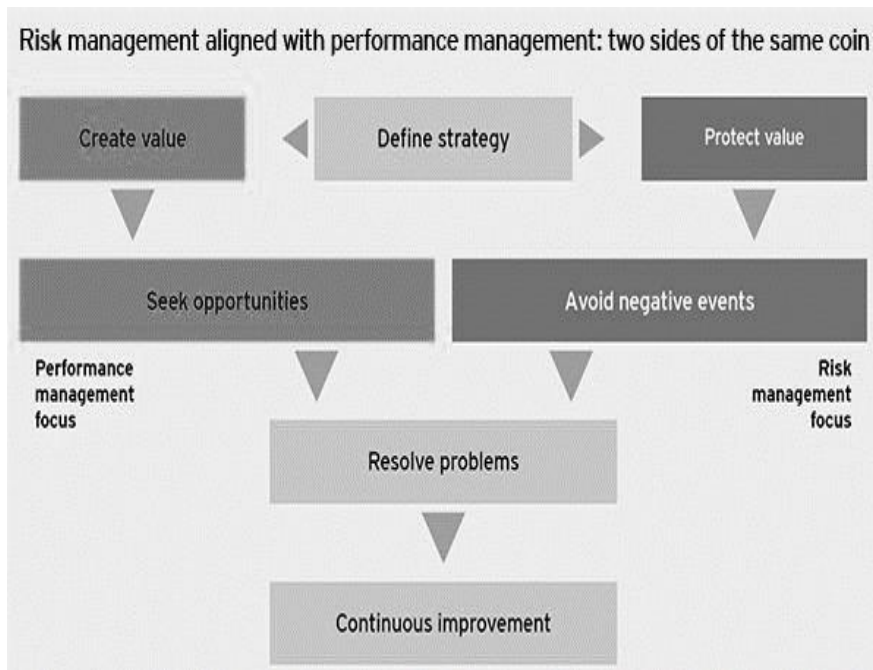 Risk management aligned with performance management: two sides of the same coin
Create value
Define strategy
Protect value
Seek opportunities
Avoid negative events
Performance
management
focus
Risk
management
focus
Resolve problems
Continuous improvement